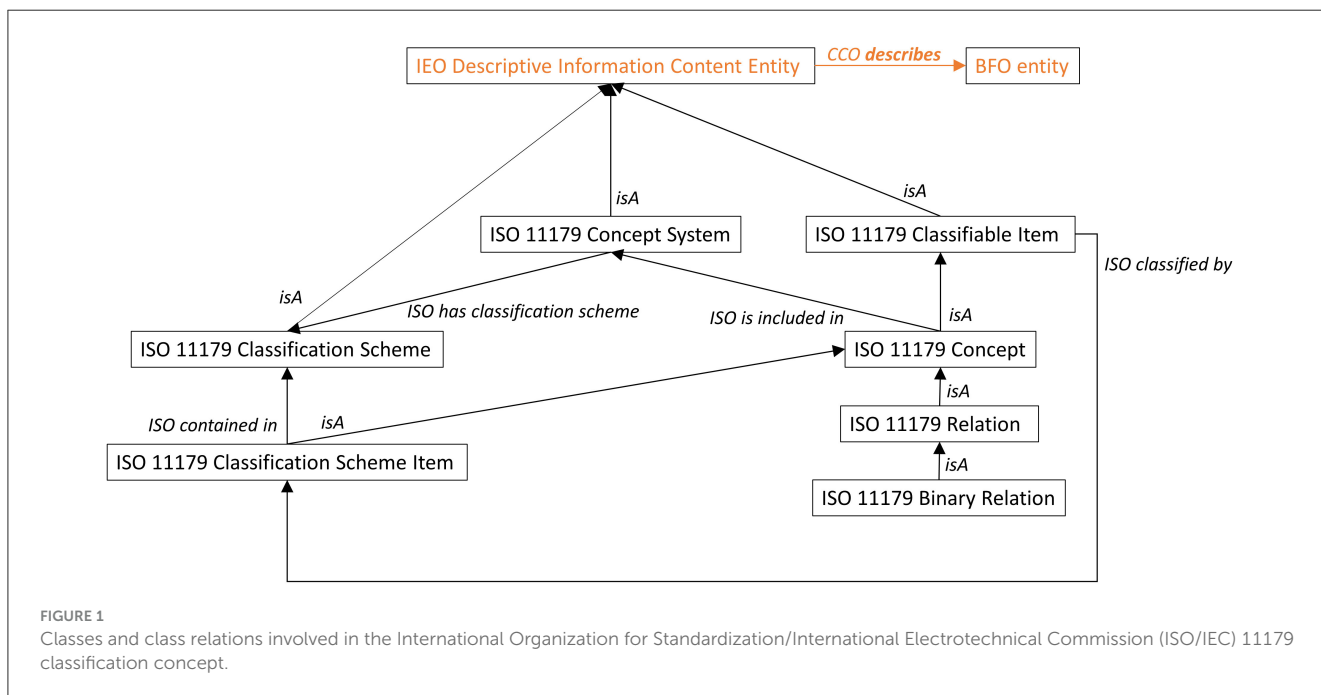 IEO Descriptive Information Content Entity
CCO describes
BFO entity
isA
isA
ISO 11179 Concept System
ISO 11179 Classifiable Item
ISO classified by
isA
ISO has classification scheme
ISO is included in
isA
ISO 11179 Classification Scheme
ISO 11179 Concept
isA
ISO contained in
isA
ISO 11179 Relation
ISO 11179 Classification Scheme Item
isA
ISO 11179 Binary Relation
FIGURE 1
Classes and class relations involved in the International Organization for Standardization/International Electrotechnical Commission (ISO/IEC) 11179
classification concept.